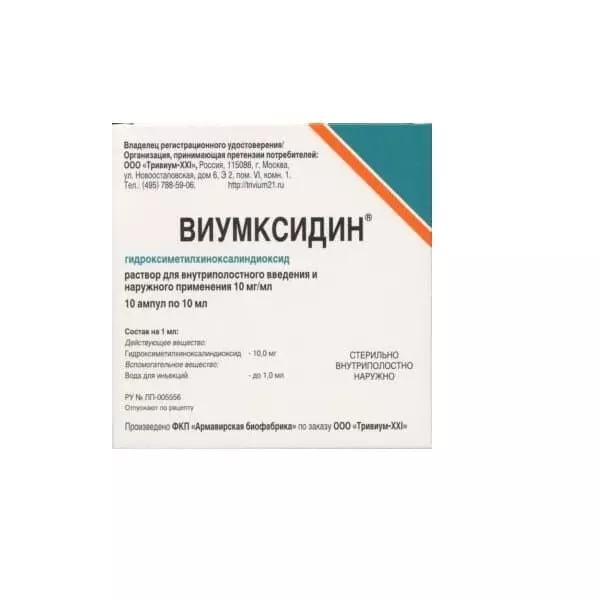 Владелец регистрационного удостоверения/
Организация, принимающая претензии потребителей:
ООО «Тривиум-XXI», Россия, 115088, г. Москва,
ул. Новоостаповская, дом 6, Э 2, пом. VI, комн. 1.
Тел.: (495) 788-59-06. http://trivium21.ru
ВИУМКСИДИН®
гидроксиметилхиноксалиндиоксид
раствор для внутриполостного введения и
наружного применения 10 мг/мл
10 ампул по 10 мл
Состав на 1 мл:
Действующее вещество:
Гидроксиметилхиноксалиндиоксид - 10,0 мг
Вспомогательное вещество:
Вода для инъекций - до 1,0 мл
СТЕРИЛЬНО
ВНУТРИПОЛОСТНО
НАРУЖНО
РУ № ЛП-005556
Отпускают по рецепту
Произведено ФКП «Армавирская биофабрика» по заказу ООО «Тривиум-XXI»